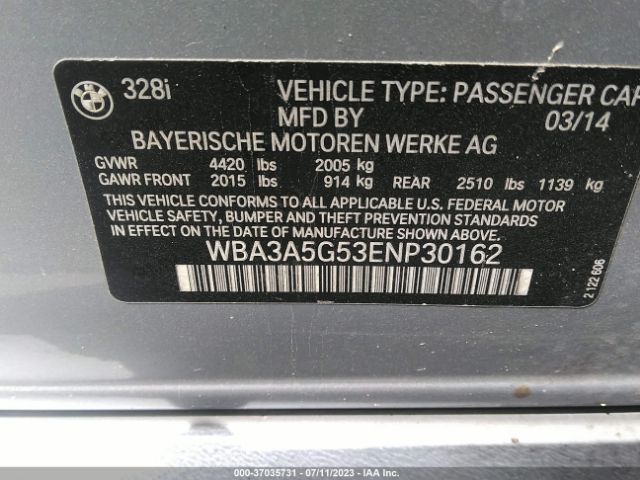 328i VEHICLE TYPE: PASSENGER CAR
MFD BY 03/14
BAYERISCHE MOTOREN WERKE AG
GVWR 4420 lbs 2005 kg
GAWR FRONT 2015 lbs 914 kg REAR 2510 lbs 1139 kg
THIS VEHICLE CONFORMS TO ALL APPLICABLE U.S. FEDERAL MOTOR
VEHICLE SAFETY, BUMPER AND THEFT PREVENTION STANDARDS
IN EFFECT ON THE DATE OF MANUFACTURE SHOWN ABOVE.
WBA3A5G53ENP30162
2 122 606
000-37035731 - 07/11/2023 - IAA Inc.